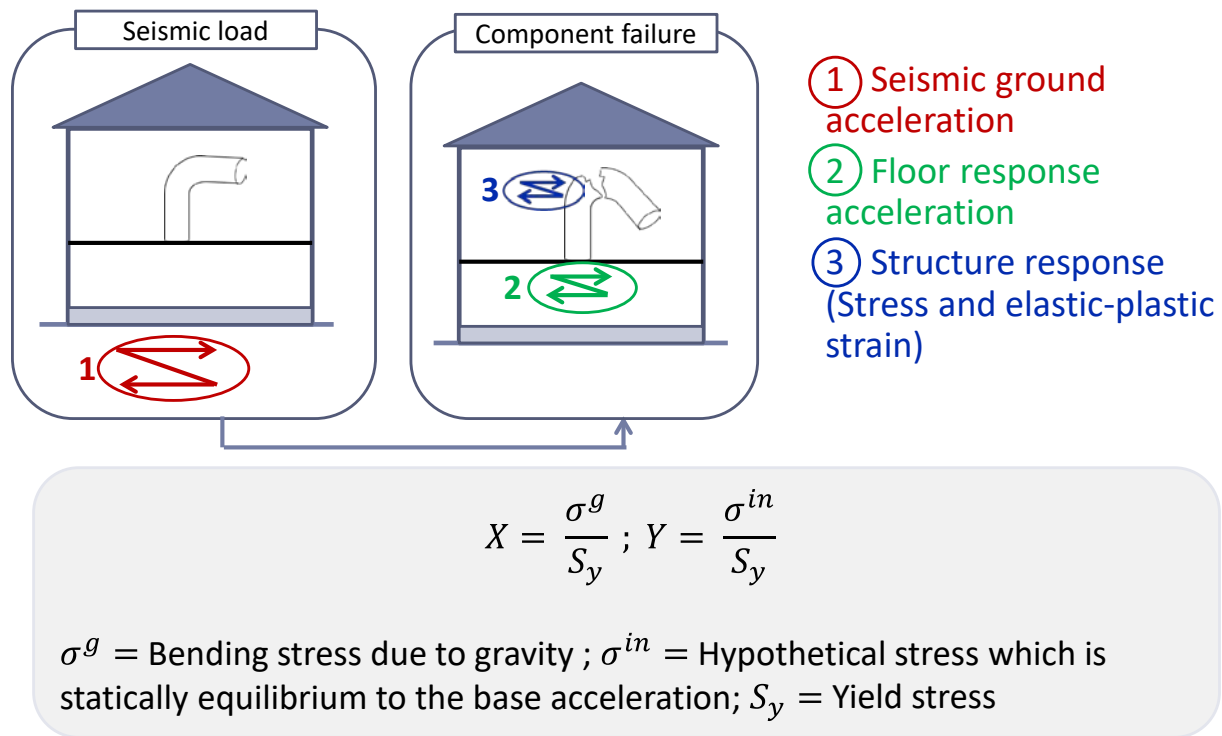 Seismic load
Component failure
1
3
2
1 Seismic ground
acceleration
2 Floor response
acceleration
3 Structure response
(Stress and elastic-plastic
strain)
X = σ^g / S_y ; Y = σ^in / S_y
σ^g = Bending stress due to gravity ; σ^in = Hypothetical stress which is
statically equilibrium to the base acceleration; S_y = Yield stress